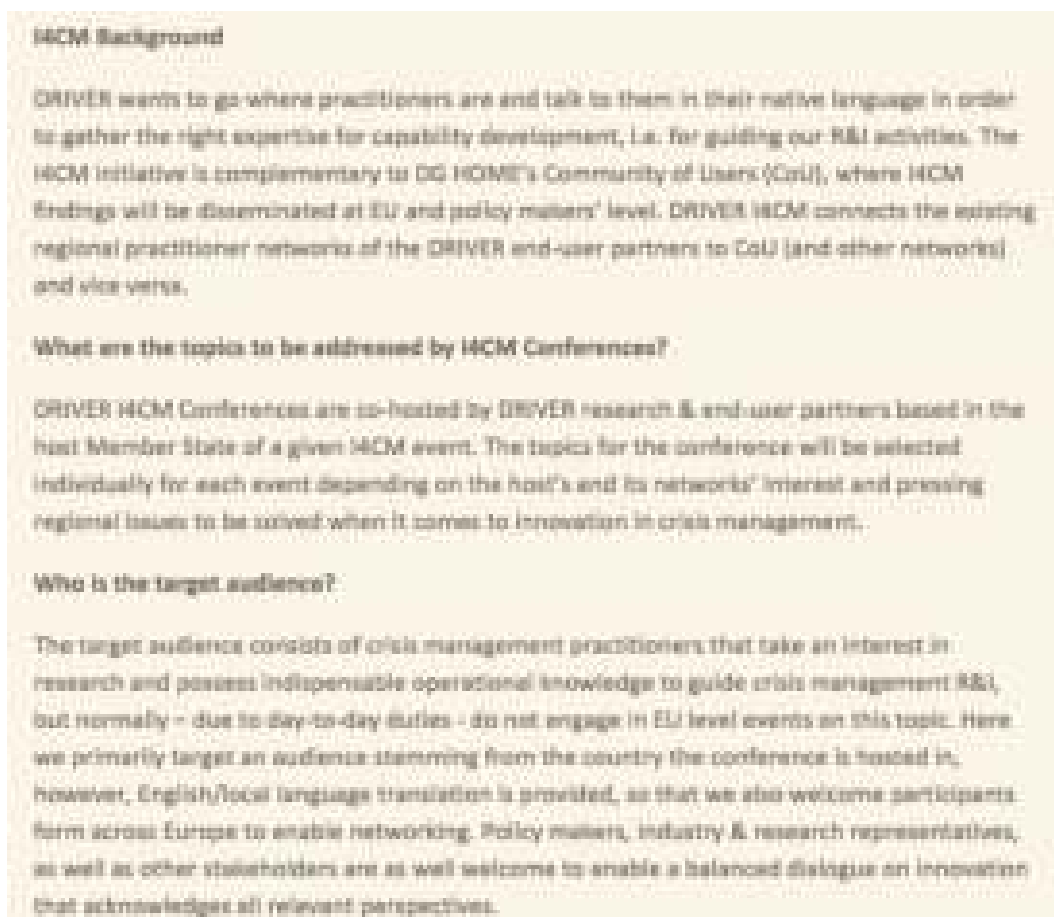 I4CM Background
DRIVER wants to go where practitioners are and talk to them in their native language in order
to gather the right expertise for capability development, i.e. for guiding our R&I activities. The
I4CM initiative is complementary to DG HOME's Community of Users (CoU), where I4CM
findings will be disseminated at EU and policy makers' level. DRIVER I4CM connects the existing
regional practitioner networks of the DRIVER end-user partners to CoU (and other networks)
and vice versa.
What are the topics to be addressed by I4CM Conferences?
DRIVER I4CM Conferences are co-hosted by DRIVER research & end-user partners based in the
host Member State of a given I4CM event. The topics for the conference will be selected
individually for each event depending on the host's and its networks' interest and pressing
regional issues to be solved when it comes to innovation in crisis management.
Who is the target audience?
The target audience consists of crisis management practitioners that take an interest in
research and possess indispensable operational knowledge to guide crisis management R&I,
but normally – due to day-to-day duties - do not engage in EU level events on this topic. Here
we primarily target an audience stemming from the country the conference is hosted in,
however, English/local language translation is provided, so that we also welcome participants
form across Europe to enable networking. Policy makers, industry & research representatives,
as well as other stakeholders are as well welcome to enable a balanced dialogue on innovation
that acknowledges all relevant perspectives.